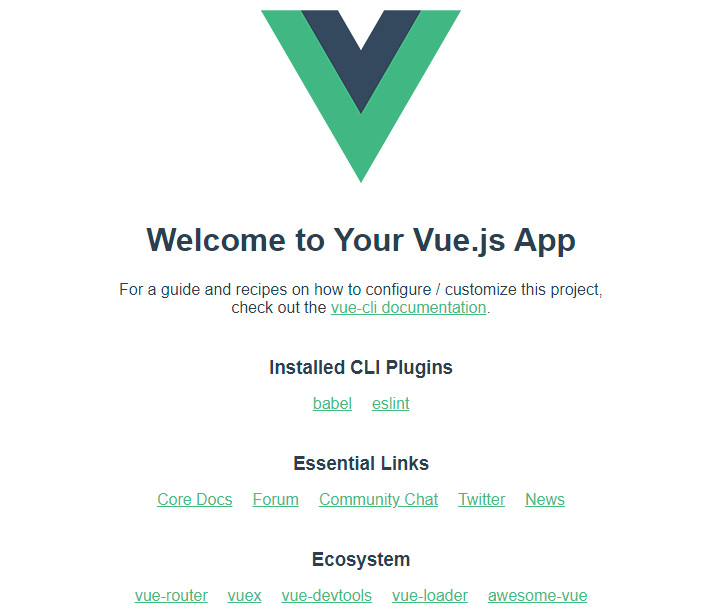 Welcome to Your Vue.js App
For a guide and recipes on how to configure / customize this project,
check out the vue-cli documentation.
Installed CLI Plugins
babel eslint
Essential Links
Core Docs Forum Community Chat Twitter News
Ecosystem
vue-router vuex vue-devtools vue-loader awesome-vue